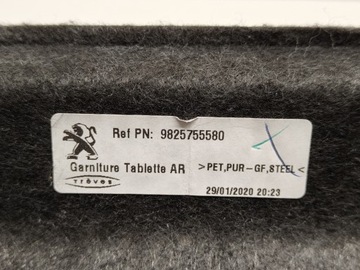 Ref PN: 9825755580
Garniture Tablette AR
>PET,PUR-GF,STEEL<
Trèves
29/01/2020 20:23